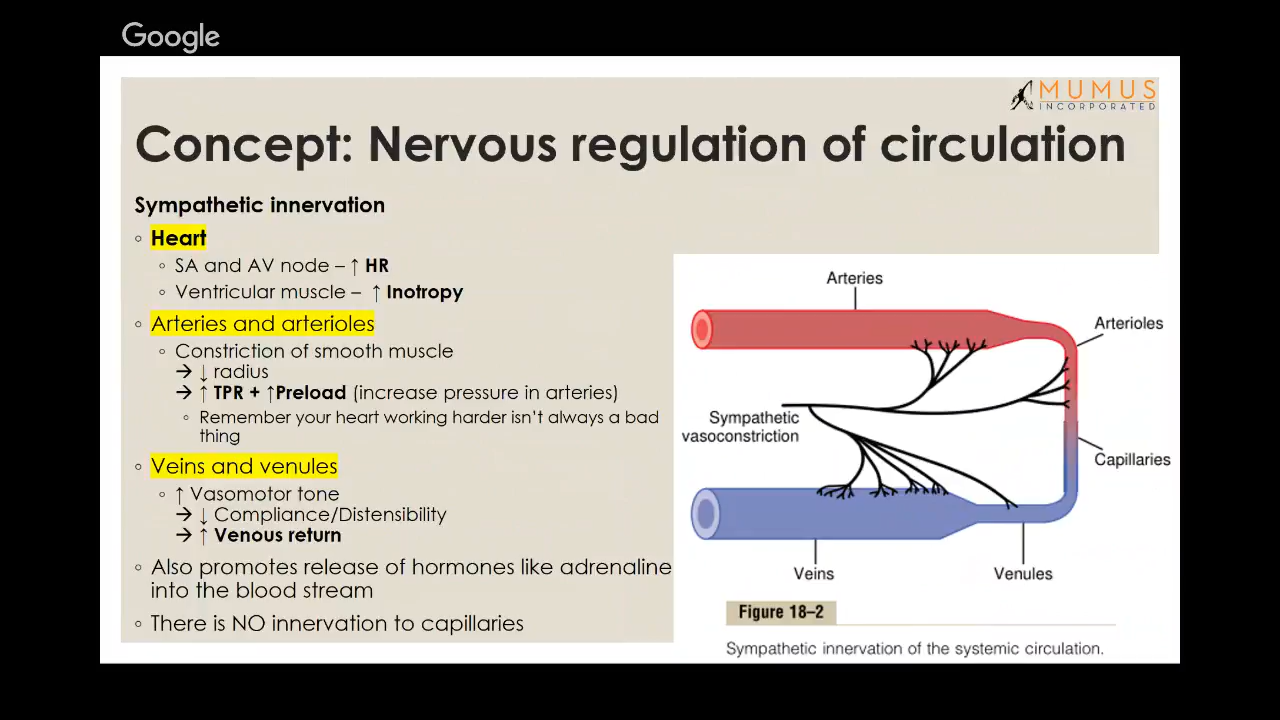 Google
MUMUS
INCORPORATED
Concept: Nervous regulation of circulation
Sympathetic innervation
◦ Heart
◦ SA and AV node – ↑ HR
◦ Ventricular muscle – ↑ Inotropy
◦ Arteries and arterioles
◦ Constriction of smooth muscle
→ ↓ radius
→ ↑ TPR + ↑Preload (increase pressure in arteries)
◦ Remember your heart working harder isn't always a bad
thing
◦ Veins and venules
◦ ↑ Vasomotor tone
→ ↓ Compliance/Distensibility
→ ↑ Venous return
◦ Also promotes release of hormones like adrenaline
into the blood stream
◦ There is NO innervation to capillaries
Arteries
Arterioles
Sympathetic
vasoconstriction
Capillaries
Veins
Venules
Figure 18–2
Sympathetic innervation of the systemic circulation.